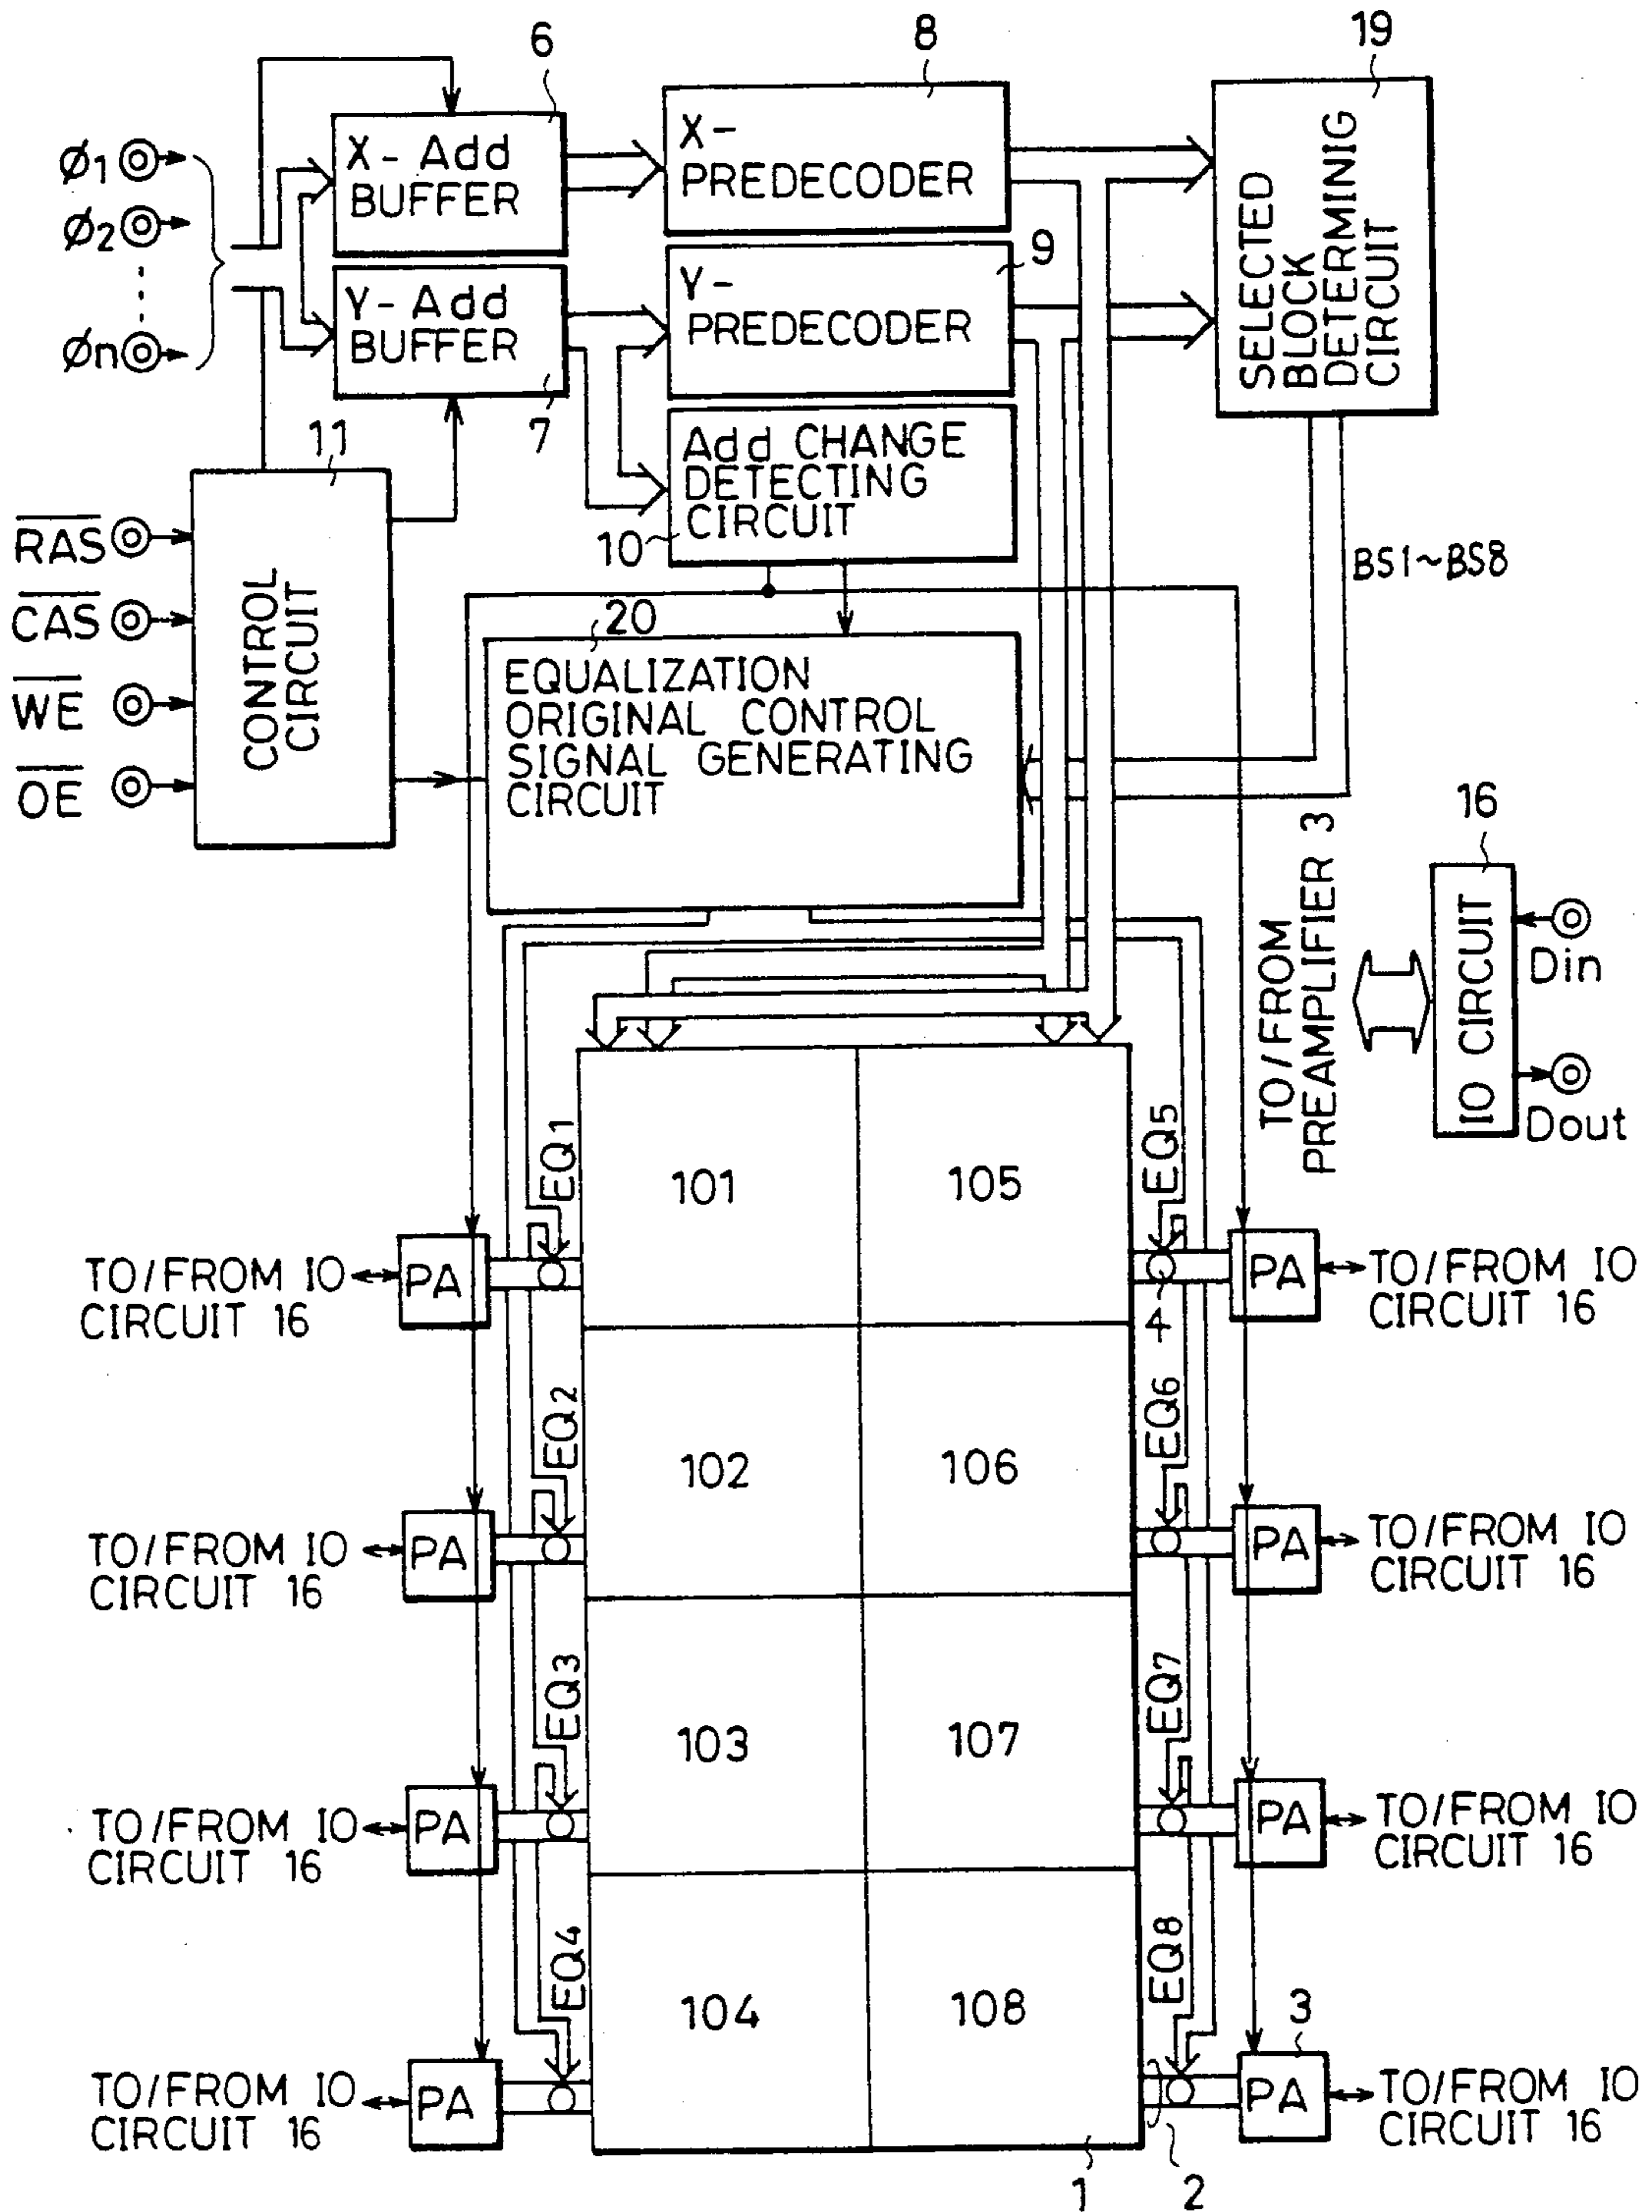 6
8
19
ø1
ø2
øn
X- Add
BUFFER
X-
PREDECODER
SELECTED
BLOCK
DETERMINING
CIRCUIT
Y- Add
BUFFER
7
Y-
PREDECODER
9
11
Add CHANGE
DETECTING
CIRCUIT
10
RAS
CAS
WE
OE
CONTROL
CIRCUIT
BS1~BS8
20
EQUALIZATION
ORIGINAL CONTROL
SIGNAL GENERATING
CIRCUIT
TO/FROM
PREAMPLIFIER 3
16
IO CIRCUIT
Din
Dout
EQ1
101
105
EQ5
TO/FROM IO
CIRCUIT 16
PA
4
PA
TO/FROM IO
CIRCUIT 16
EQ2
102
106
EQ6
TO/FROM IO
CIRCUIT 16
PA
PA
TO/FROM IO
CIRCUIT 16
EQ3
103
107
EQ7
TO/FROM IO
CIRCUIT 16
PA
PA
TO/FROM IO
CIRCUIT 16
EQ4
104
108
EQ8
3
TO/FROM IO
CIRCUIT 16
PA
PA
TO/FROM IO
CIRCUIT 16
1
2